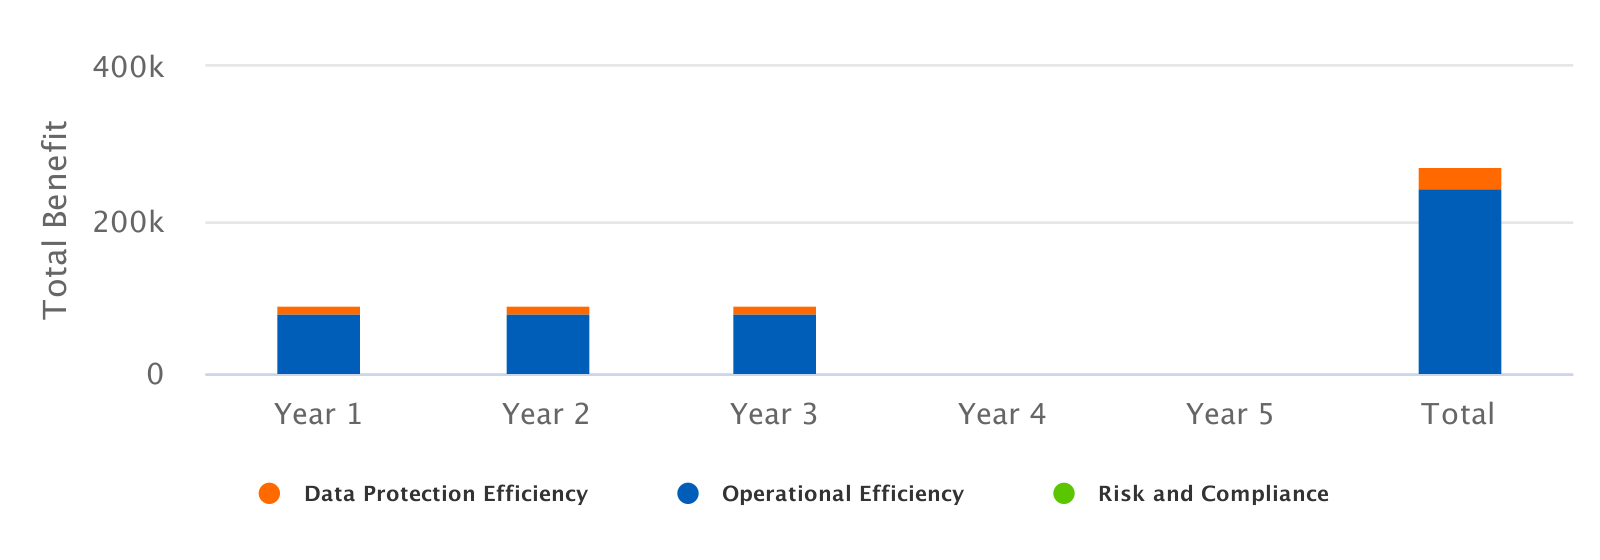 400k
Total Benefit
200k
0
Year 1 Year 2 Year 3 Year 4 Year 5 Total
Data Protection Efficiency Operational Efficiency Risk and Compliance